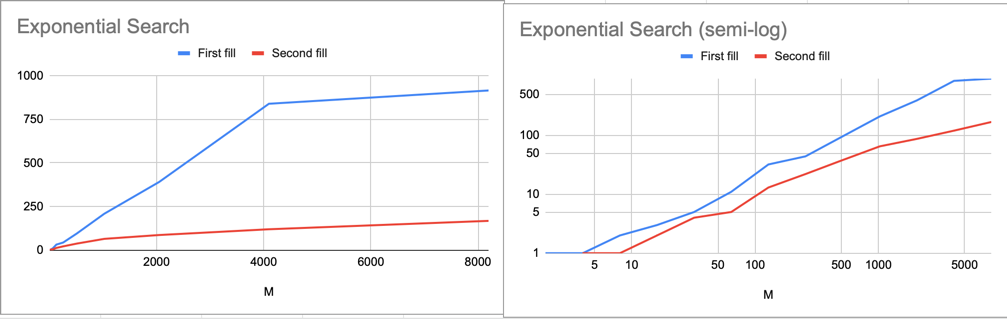 Exponential Search
First fill Second fill
1000
750
500
250
0
2000 4000 6000 8000
M
Exponential Search (semi-log)
First fill Second fill
500
100
50
10
5
1
5 10 50 100 500 1000 5000
M